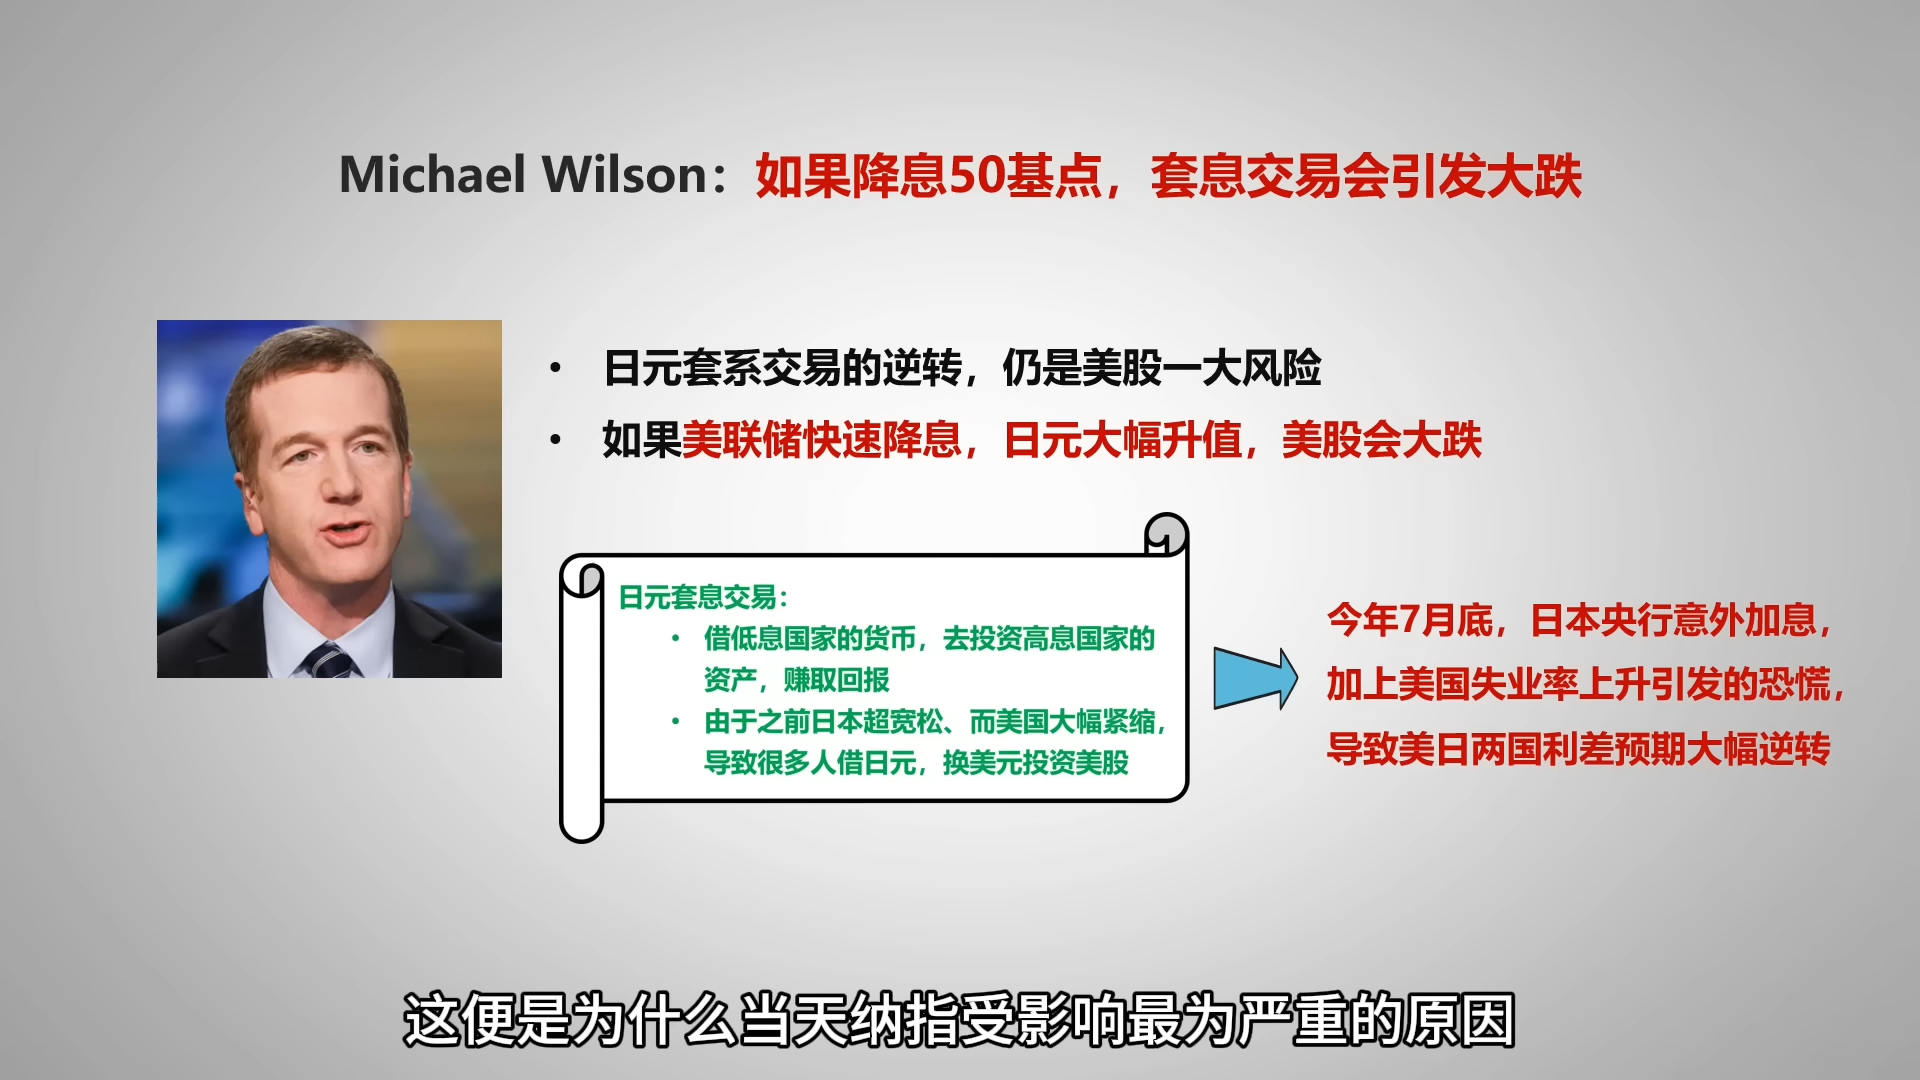 Michael Wilson：如果降息50基点，套息交易会引发大跌
• 日元套系交易的逆转，仍是美股一大风险
• 如果美联储快速降息，日元大幅升值，美股会大跌
日元套息交易：
• 借低息国家的货币，去投资高息国家的
资产，赚取回报
• 由于之前日本超宽松、而美国大幅紧缩，
导致很多人借日元，换美元投资美股
今年7月底，日本央行意外加息，
加上美国失业率上升引发的恐慌，
导致美日两国利差预期大幅逆转
这便是为什么当天纳指受影响最为严重的原因